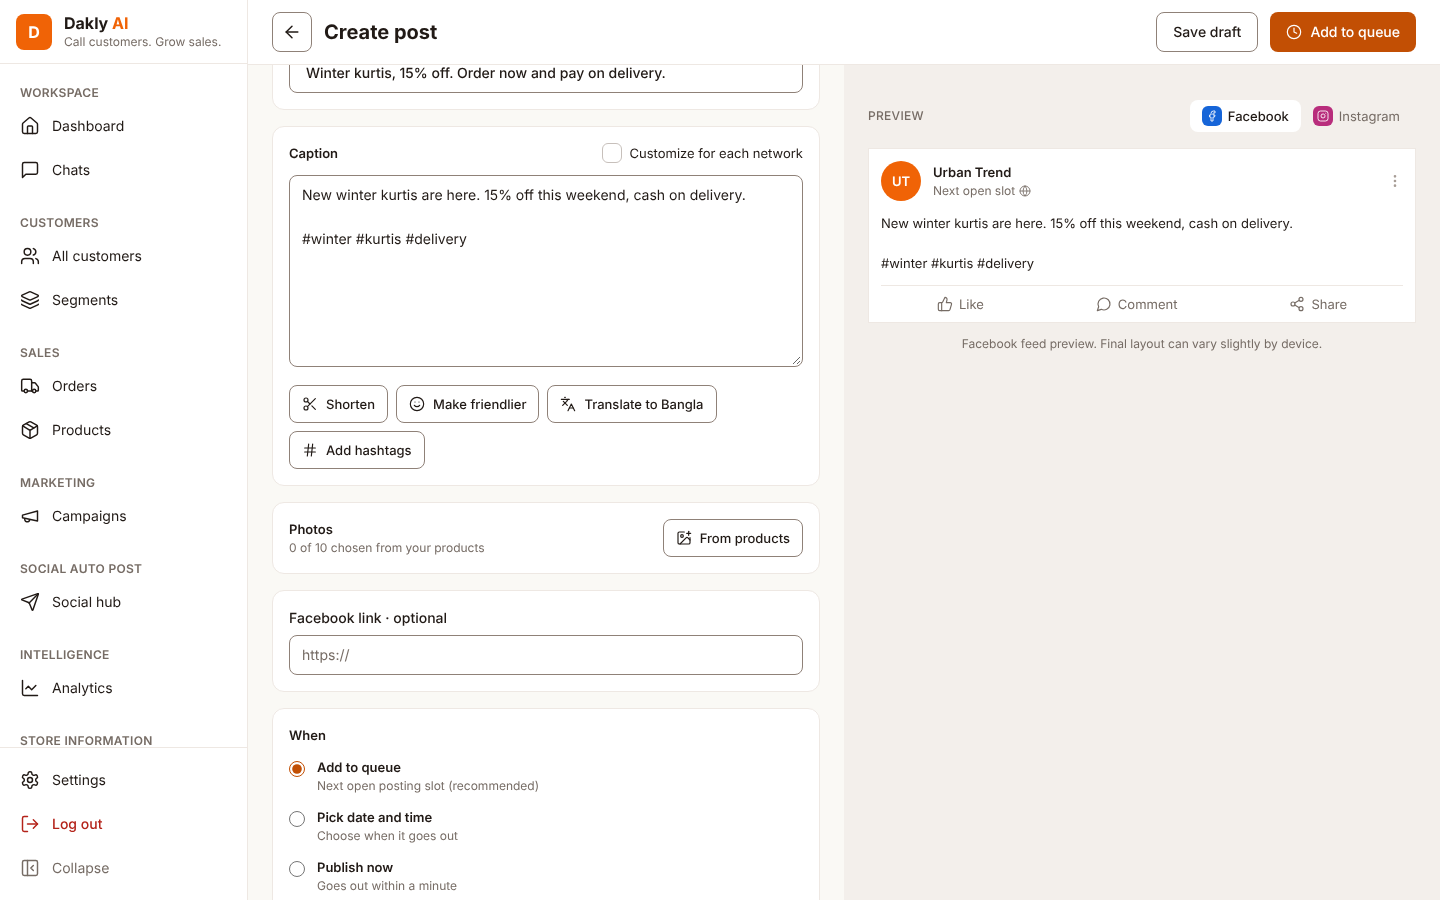 D
Dakly AI
Call customers. Grow sales.
WORKSPACE
Dashboard
Chats
CUSTOMERS
All customers
Segments
SALES
Orders
Products
MARKETING
Campaigns
SOCIAL AUTO POST
Social hub
INTELLIGENCE
Analytics
STORE INFORMATION
Settings
Log out
Collapse
Create post
Save draft
Add to queue
Winter kurtis, 15% off. Order now and pay on delivery.
Caption
Customize for each network
New winter kurtis are here. 15% off this weekend, cash on delivery.
#winter #kurtis #delivery
Shorten
Make friendlier
Translate to Bangla
Add hashtags
Photos
0 of 10 chosen from your products
From products
Facebook link · optional
https://
When
Add to queue
Next open posting slot (recommended)
Pick date and time
Choose when it goes out
Publish now
Goes out within a minute
PREVIEW
Facebook
Instagram
UT
Urban Trend
Next open slot
New winter kurtis are here. 15% off this weekend, cash on delivery.
#winter #kurtis #delivery
Like
Comment
Share
Facebook feed preview. Final layout can vary slightly by device.